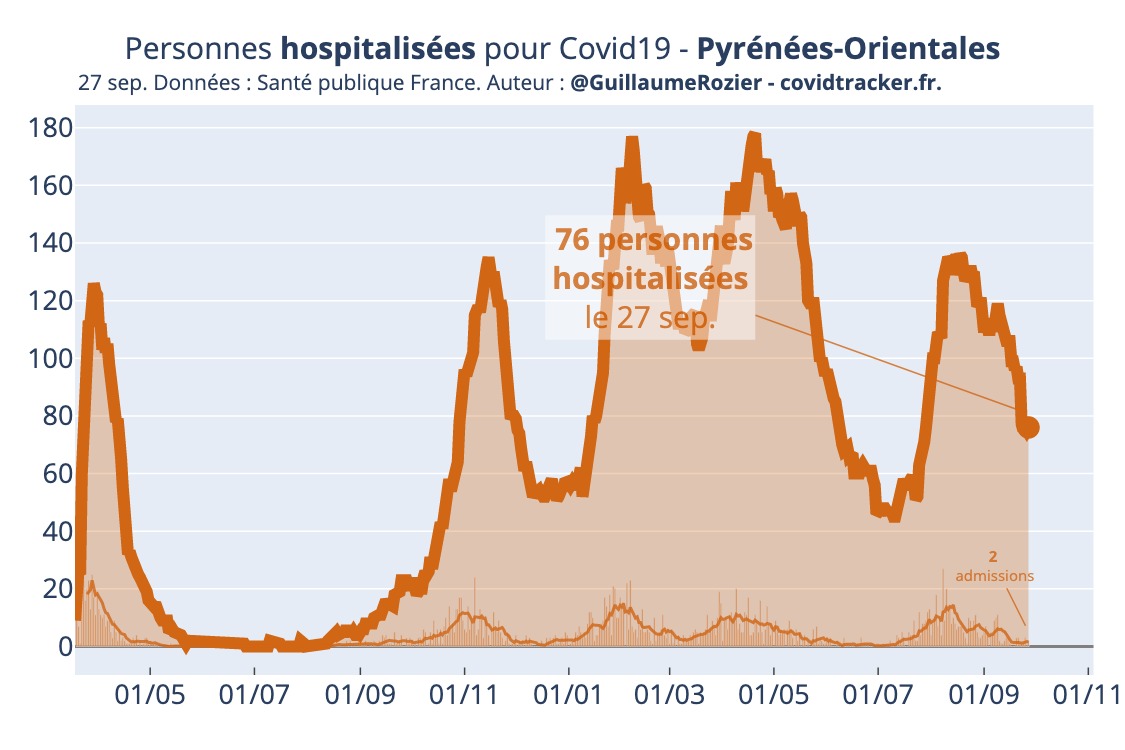 Personnes hospitalisées pour Covid19 - Pyrénées-Orientales
27 sep. Données : Santé publique France. Auteur : @GuillaumeRozier - covidtracker.fr.
180
160
140
120
100
80
60
40
20
0
76 personnes
hospitalisées
le 27 sep.
2
admissions
01/05 01/07 01/09 01/11 01/01 01/03 01/05 01/07 01/09 01/11